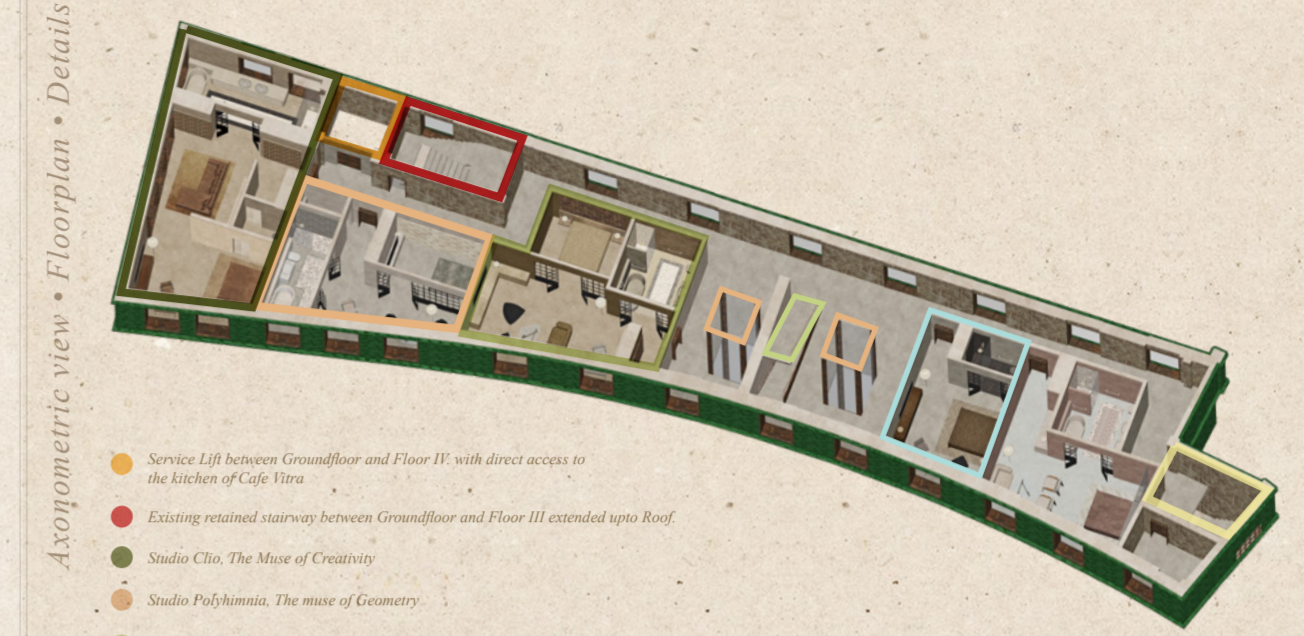 Axonometric view • Floorplan • Details
Service Lift between Groundfloor and Floor IV. with direct access to
the kitchen of Cafe Vitra
Existing retained stairway between Groundfloor and Floor III extended upto Roof.
Studio Clio, The Muse of Creativity
Studio Polyhimnia, The muse of Geometry